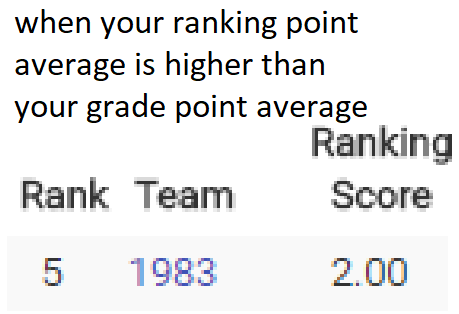 when your ranking point
average is higher than
your grade point average
Ranking
Rank Team Score
5 1983 2.00